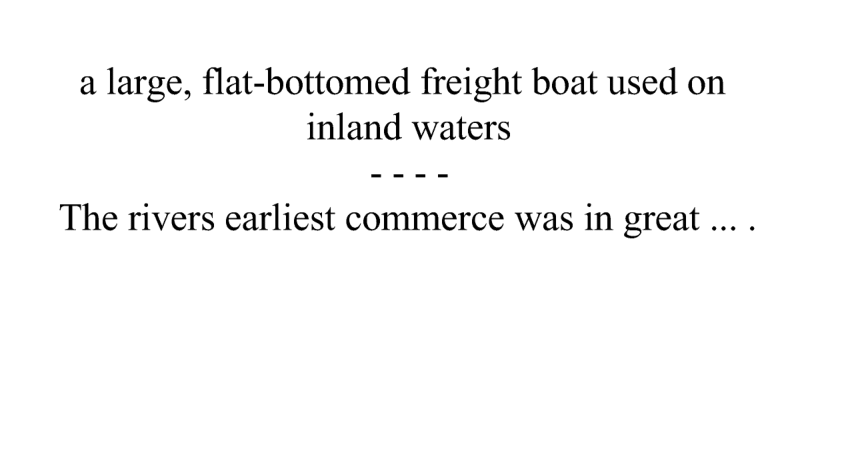 a large, flat-bottomed freight boat used on
inland waters
- - - -
The rivers earliest commerce was in great ... .